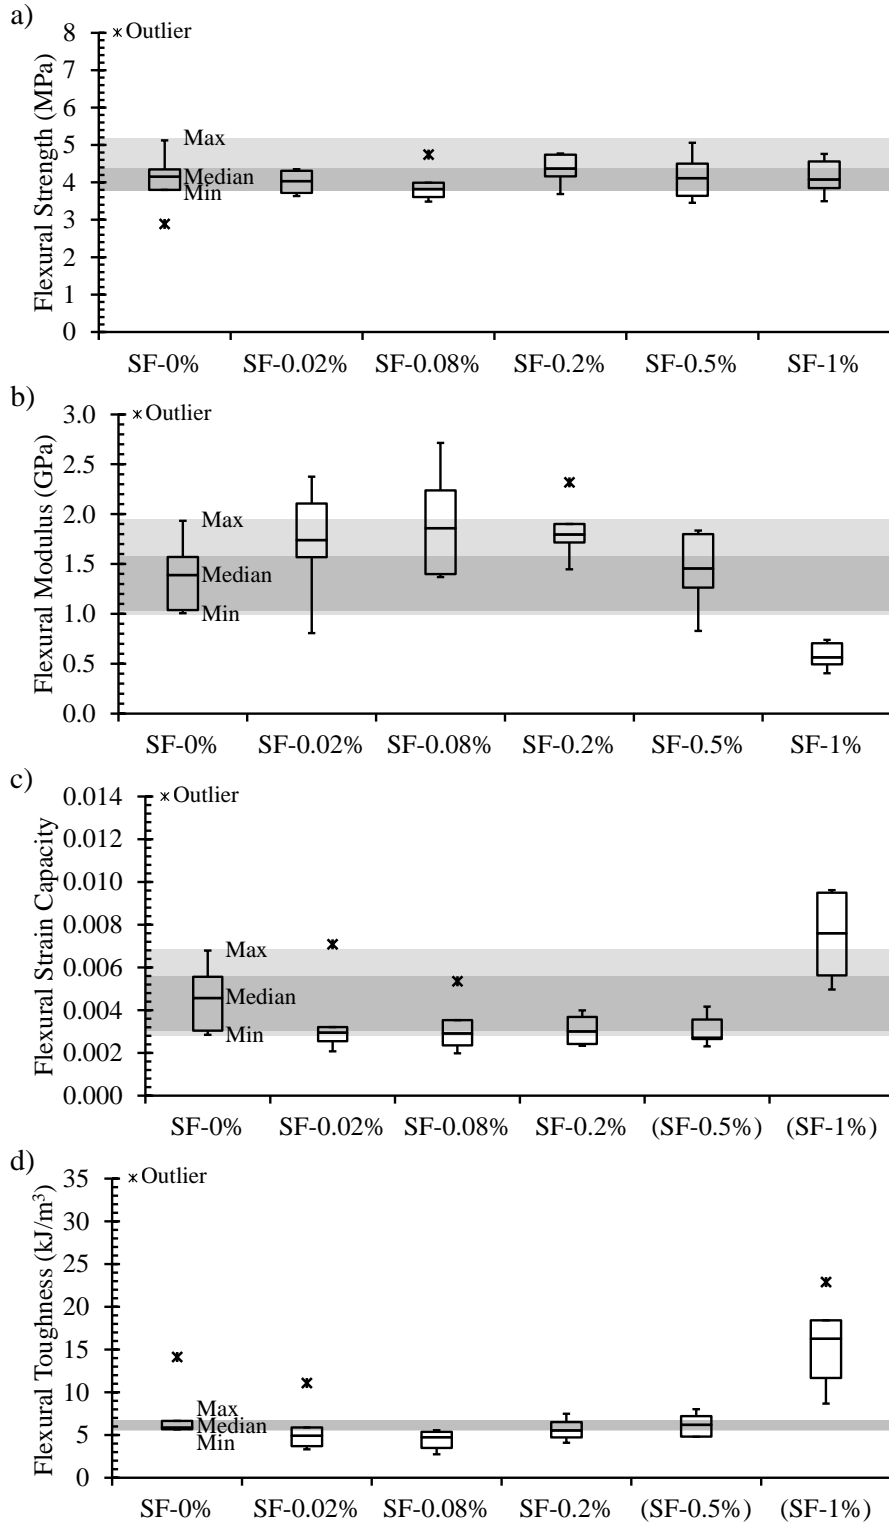 a)
Outlier
Flexural Strength (MPa)
8
7
6
5
4
3
2
1
0
Max
Median
Min
SF-0% SF-0.02% SF-0.08% SF-0.2% SF-0.5% SF-1%
b)
Outlier
Flexural Modulus (GPa)
3.0
2.5
2.0
1.5
1.0
0.5
0.0
Max
Median
Min
SF-0% SF-0.02% SF-0.08% SF-0.2% SF-0.5% SF-1%
c)
Outlier
Flexural Strain Capacity
0.014
0.012
0.010
0.008
0.006
0.004
0.002
0.000
Max
Median
Min
SF-0% SF-0.02% SF-0.08% SF-0.2% (SF-0.5%) (SF-1%)
d)
Outlier
Flexural Toughness (kJ/m³)
35
30
25
20
15
10
5
0
Max
Median
Min
SF-0% SF-0.02% SF-0.08% SF-0.2% (SF-0.5%) (SF-1%)